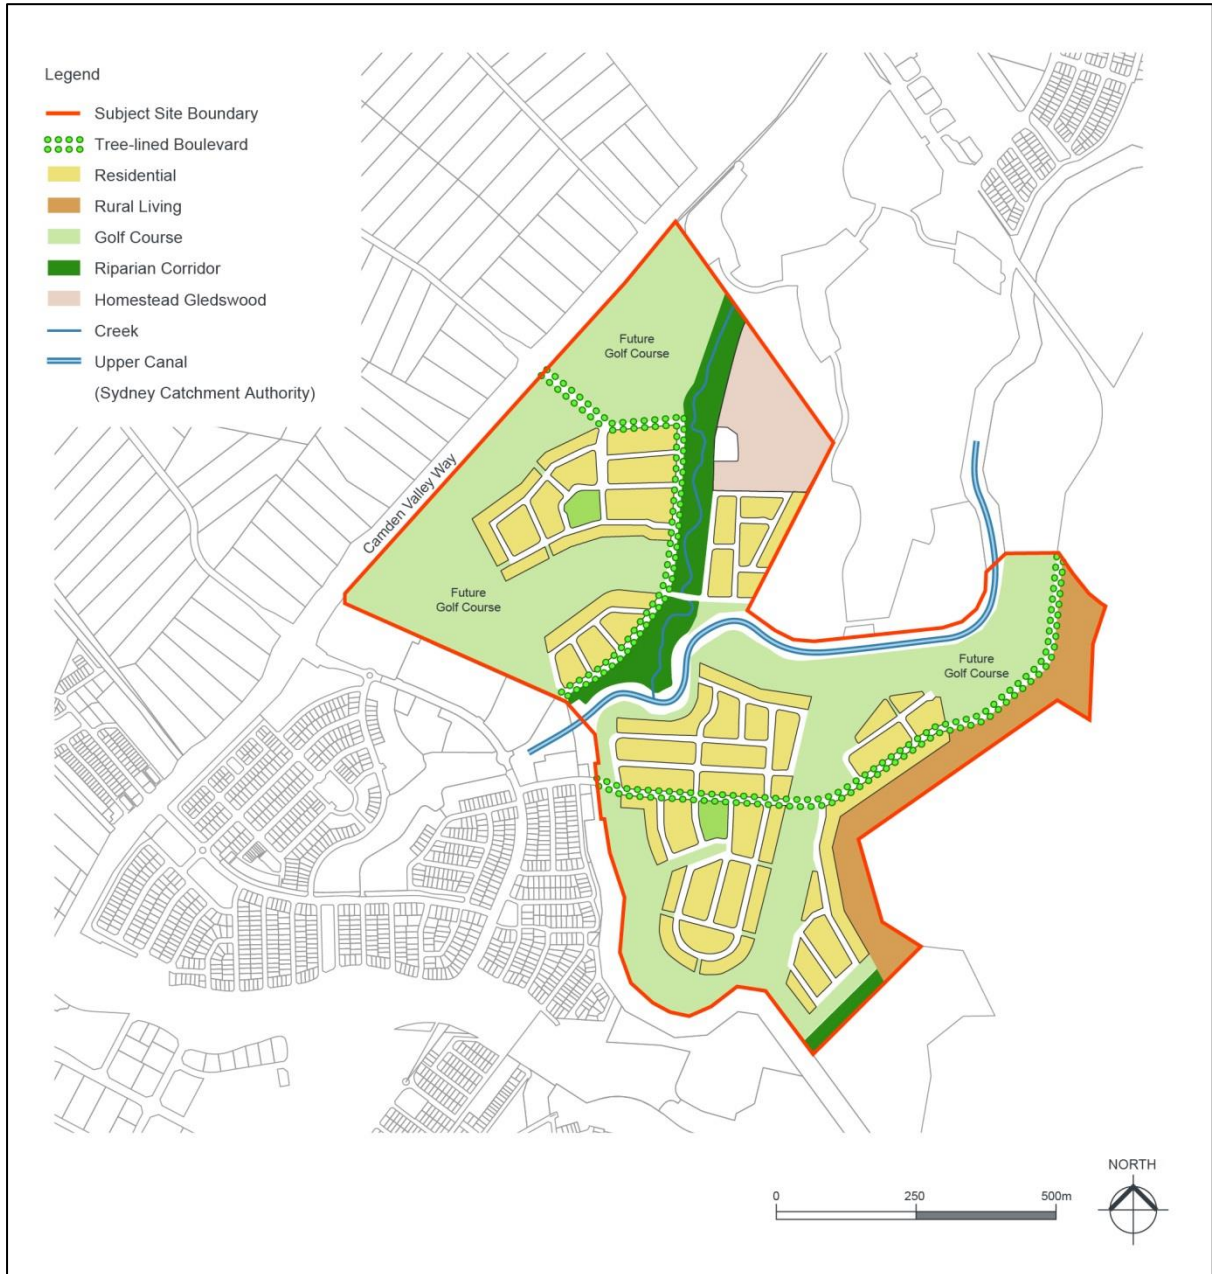 Legend
Subject Site Boundary
Tree-lined Boulevard
Residential
Rural Living
Golf Course
Riparian Corridor
Homestead Gledswood
Creek
Upper Canal
(Sydney Catchment Authority)
Future
Golf Course
Camden Valley Way
Future
Golf Course
Future
Golf Course
NORTH
0 250 500m